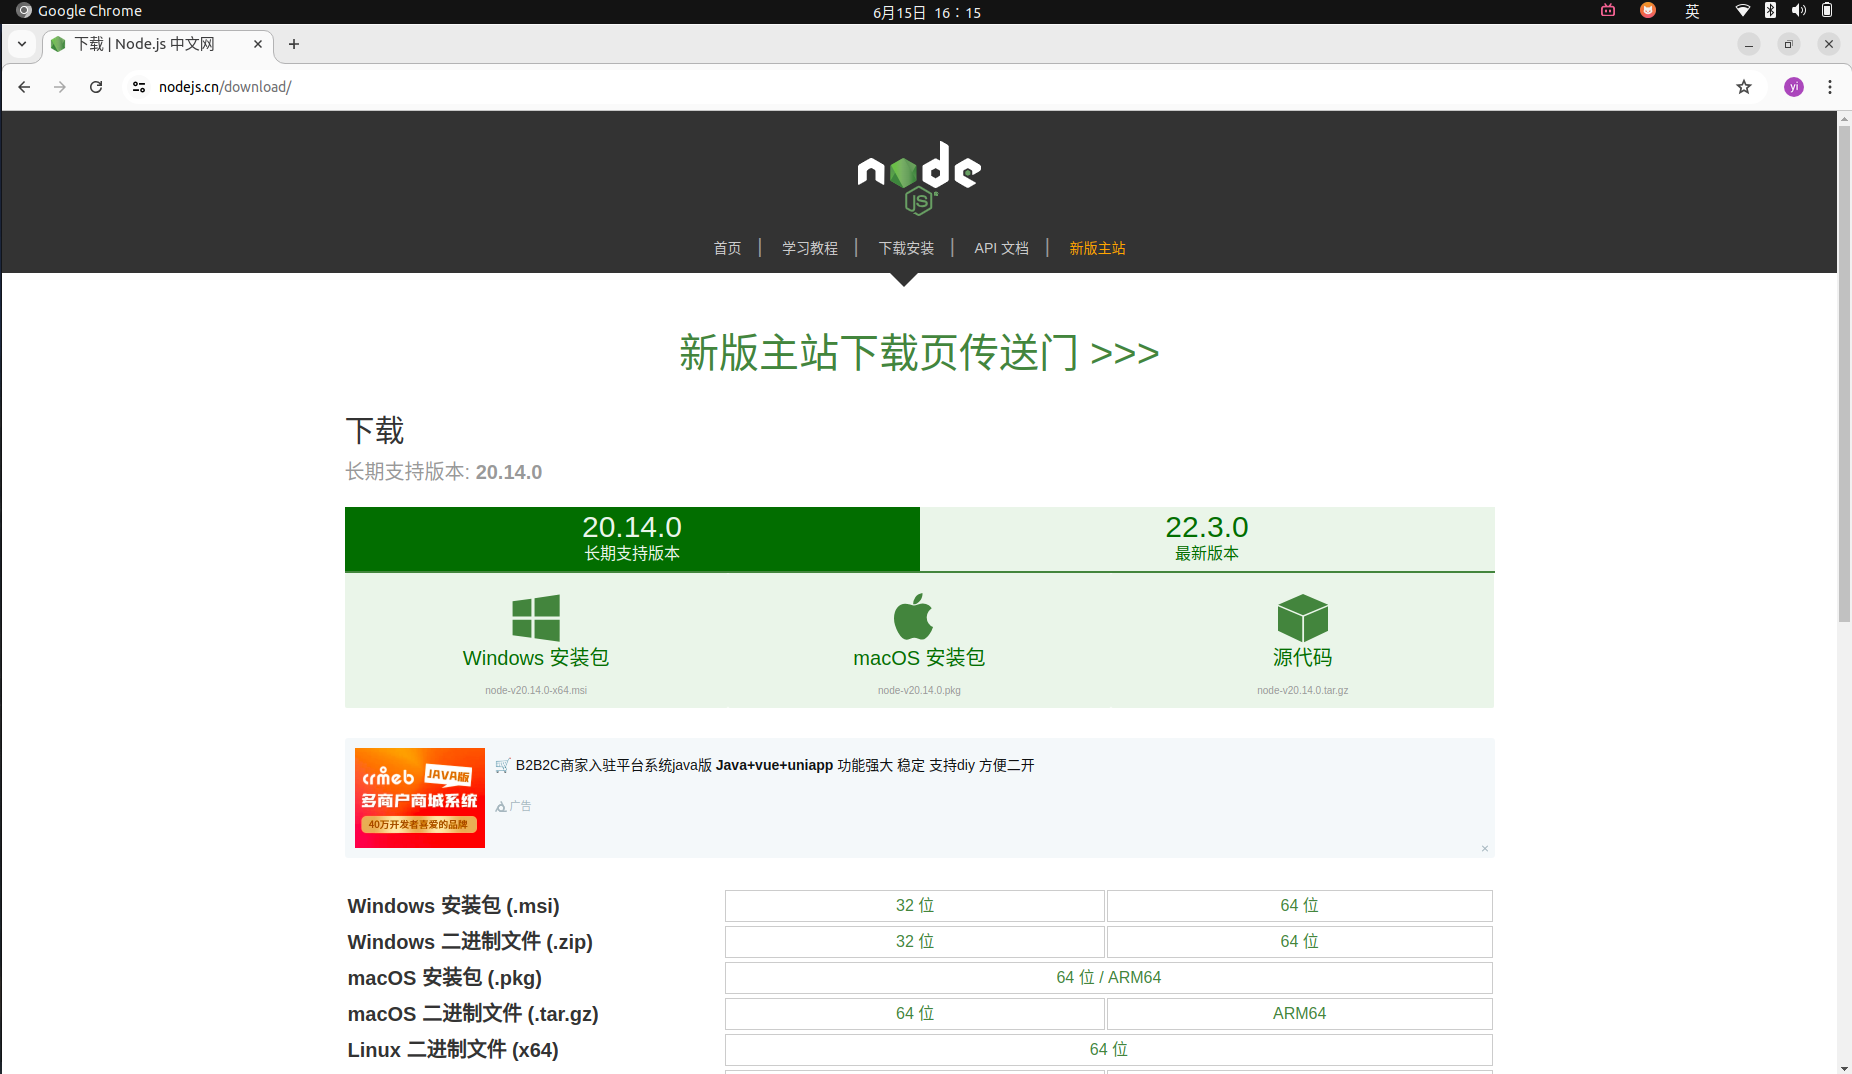 Google Chrome
6月15日 16：15
英
下载 | Node.js 中文网
nodejs.cn/download/
yi
node
JS
首页 | 学习教程 | 下载安装 | API 文档 | 新版主站
新版主站下载页传送门 >>>
下载
长期支持版本: 20.14.0
20.14.0
长期支持版本
22.3.0
最新版本
Windows 安装包
node-v20.14.0-x64.msi
macOS 安装包
node-v20.14.0.pkg
源代码
node-v20.14.0.tar.gz
crmeb JAVA版
多商户商城系统
40万开发者喜爱的品牌
🛒 B2B2C商家入驻平台系统java版 Java+vue+uniapp 功能强大 稳定 支持diy 方便二开
广告
×
Windows 安装包 (.msi) 32 位 64 位
Windows 二进制文件 (.zip) 32 位 64 位
macOS 安装包 (.pkg) 64 位 / ARM64
macOS 二进制文件 (.tar.gz) 64 位 ARM64
Linux 二进制文件 (x64) 64 位